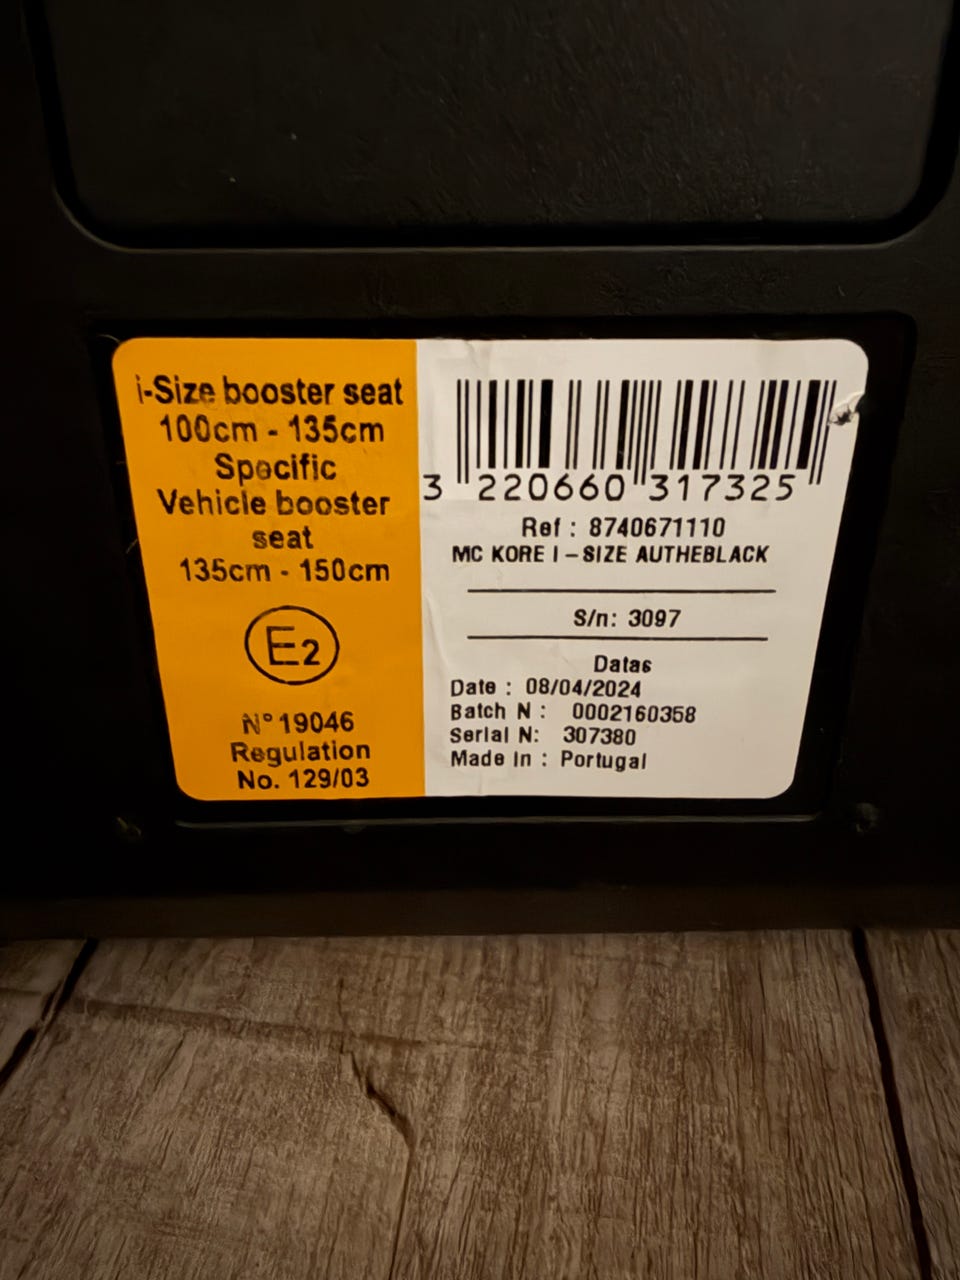 i-Size booster seat
100cm - 135cm
Specific
Vehicle booster
seat
135cm - 150cm
E2
N° 19046
Regulation
No. 129/03
3 220660 317325
Ref : 8740671110
MC KORE I - SIZE AUTHEBLACK
S/n: 3097
Datas
Date : 08/04/2024
Batch N : 0002160358
Serial N: 307380
Made in : Portugal